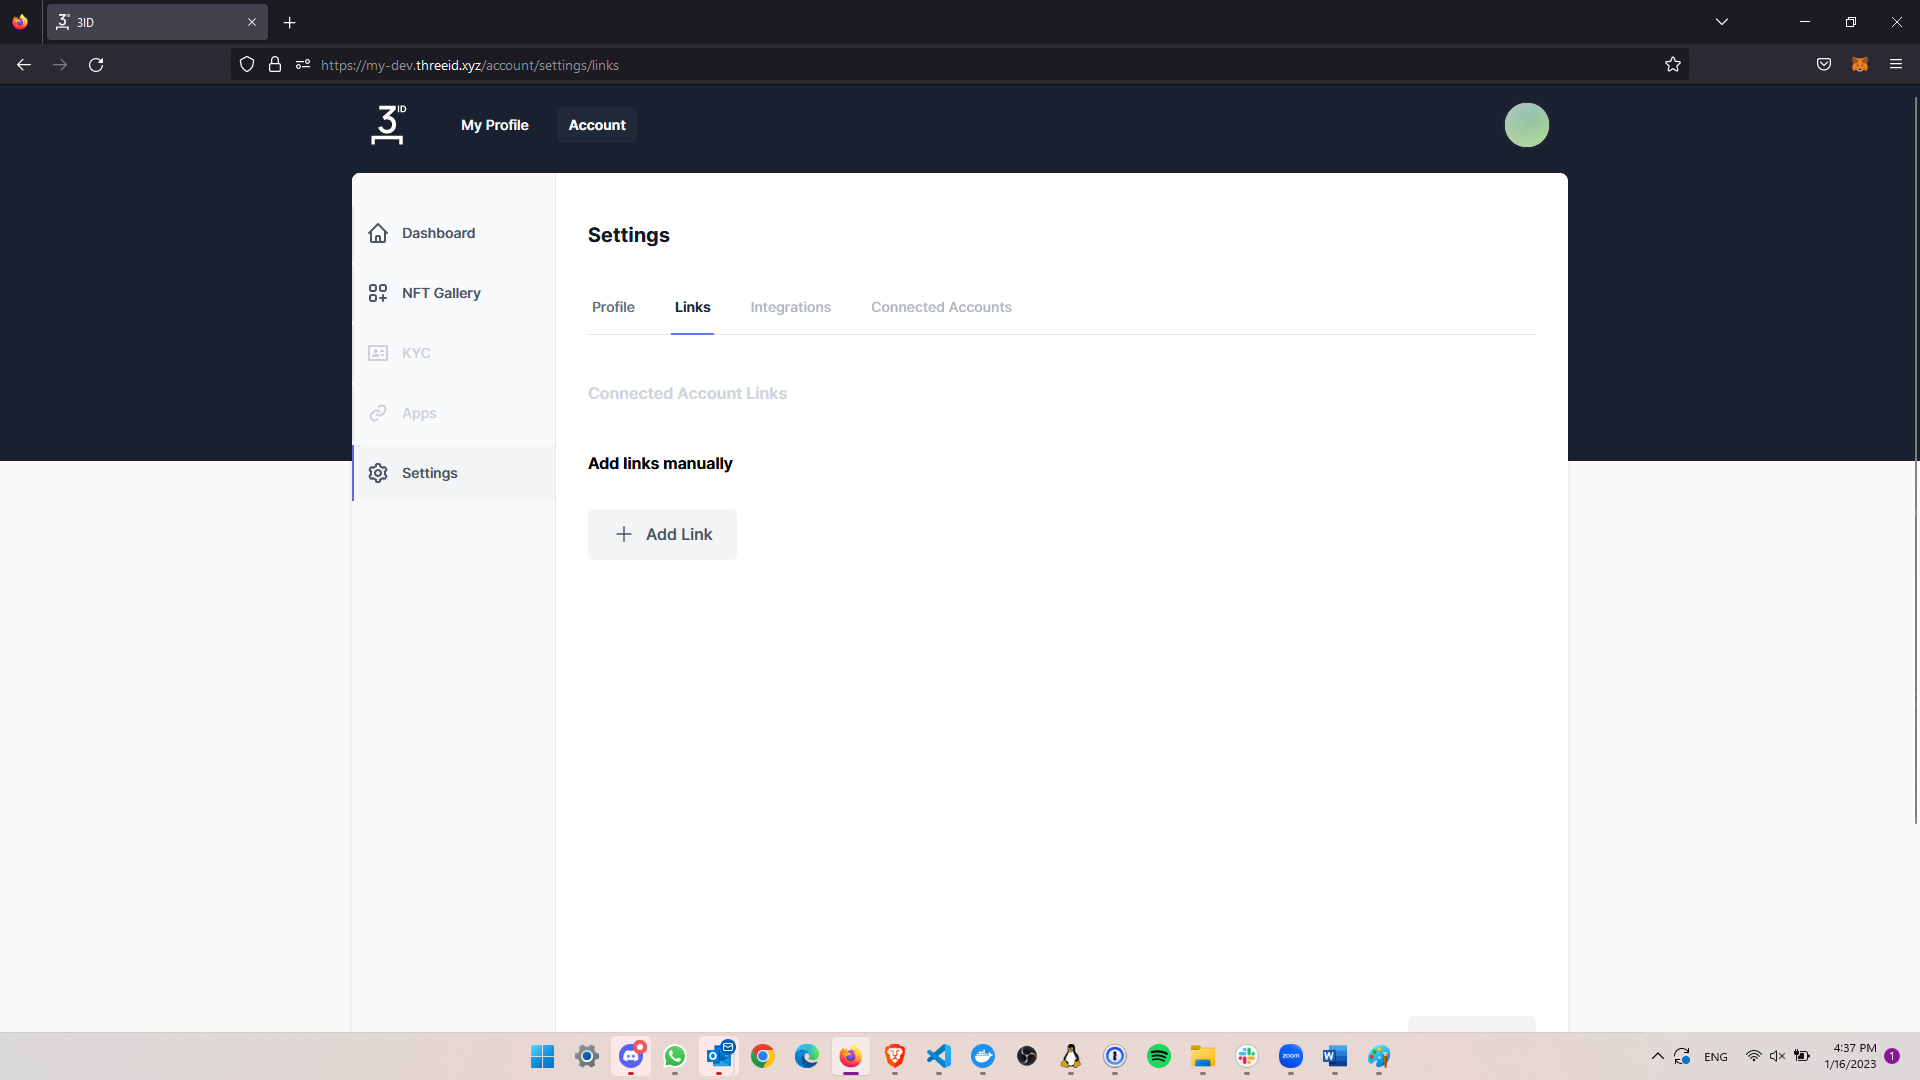 3ID
https://my-dev.threeid.xyz/account/settings/links
3ID
My Profile
Account
Dashboard
NFT Gallery
KYC
Apps
Settings
Settings
Profile
Links
Integrations
Connected Accounts
Connected Account Links
Add links manually
Add Link
zoom
ENG
4:37 PM
1/16/2023
1